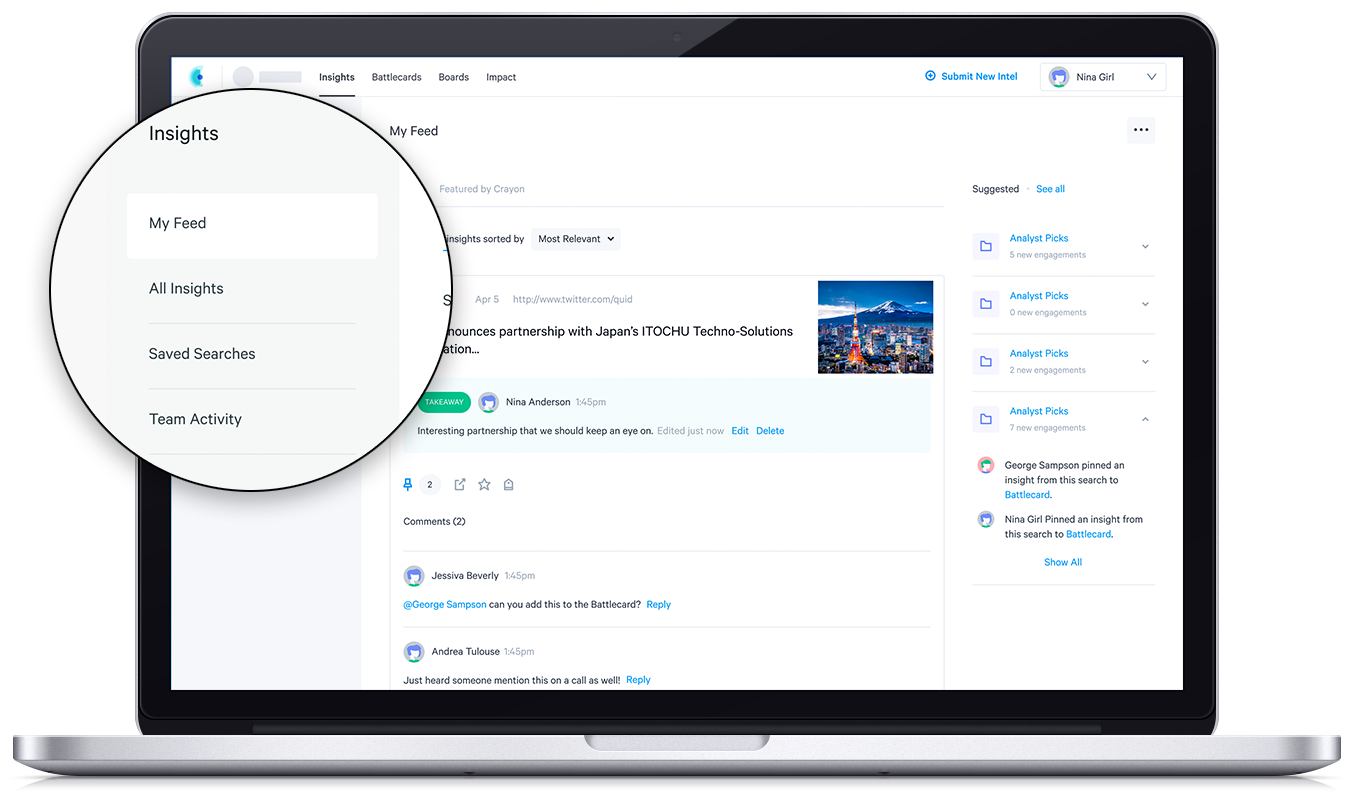 Insights
Battlecards
Boards
Impact
Submit New Intel
Nina Girl
Insights
My Feed
All Insights
Saved Searches
Team Activity
My Feed
Featured by Crayon
insights sorted by
Most Relevant
Apr 5 http://www.twitter.com/quid
partnership with Japan's ITOCHU Techno-Solutions
TAKEAWAY Nina Anderson 1:45pm
Interesting partnership that we should keep an eye on. Edited just now Edit Delete
2
Comments (2)
Jessiva Beverly 1:45pm
@George Sampson can you add this to the Battlecard? Reply
Andrea Tulouse 1:45pm
Just heard someone mention this on a call as well! Reply
Suggested · See all
Analyst Picks
5 new engagements
Analyst Picks
0 new engagements
Analyst Picks
2 new engagements
Analyst Picks
7 new engagements
George Sampson pinned an
insight from this search to
Battlecard.
Nina Girl Pinned an insight from
this search to Battlecard.
Show All